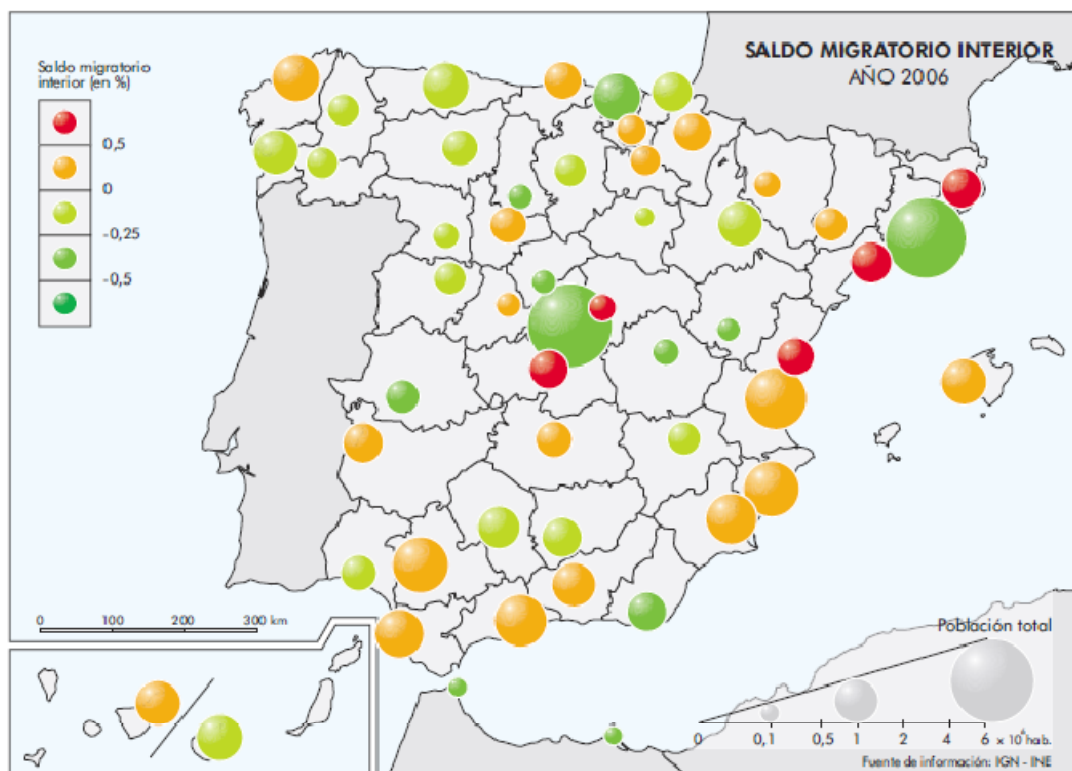 SALDO MIGRATORIO INTERIOR
AÑO 2006
Saldo migratorio
interior (en %)
0,5
0
-0,25
-0,5
0 100 200 300 km
Población total
0 0,1 0,5 1 2 4 6 × 10⁶ hab.
Fuente de información: IGN - INE